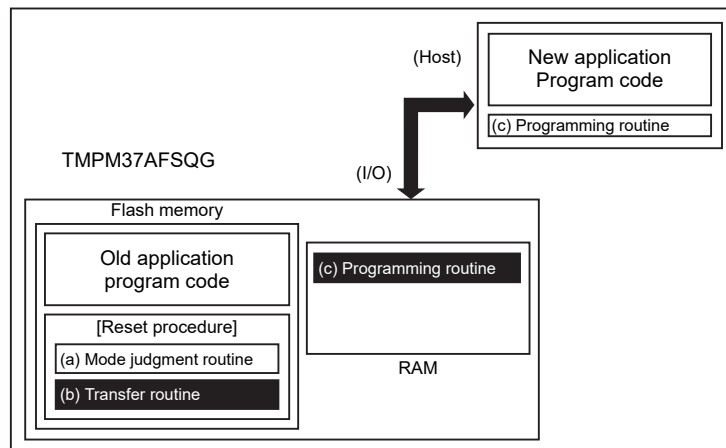 (Host)
New application
Program code
(c) Programming routine
TMPM37AFSQG
(I/O)
Flash memory
Old application
program code
(c) Programming routine
[Reset procedure]
(a) Mode judgment routine
RAM
(b) Transfer routine